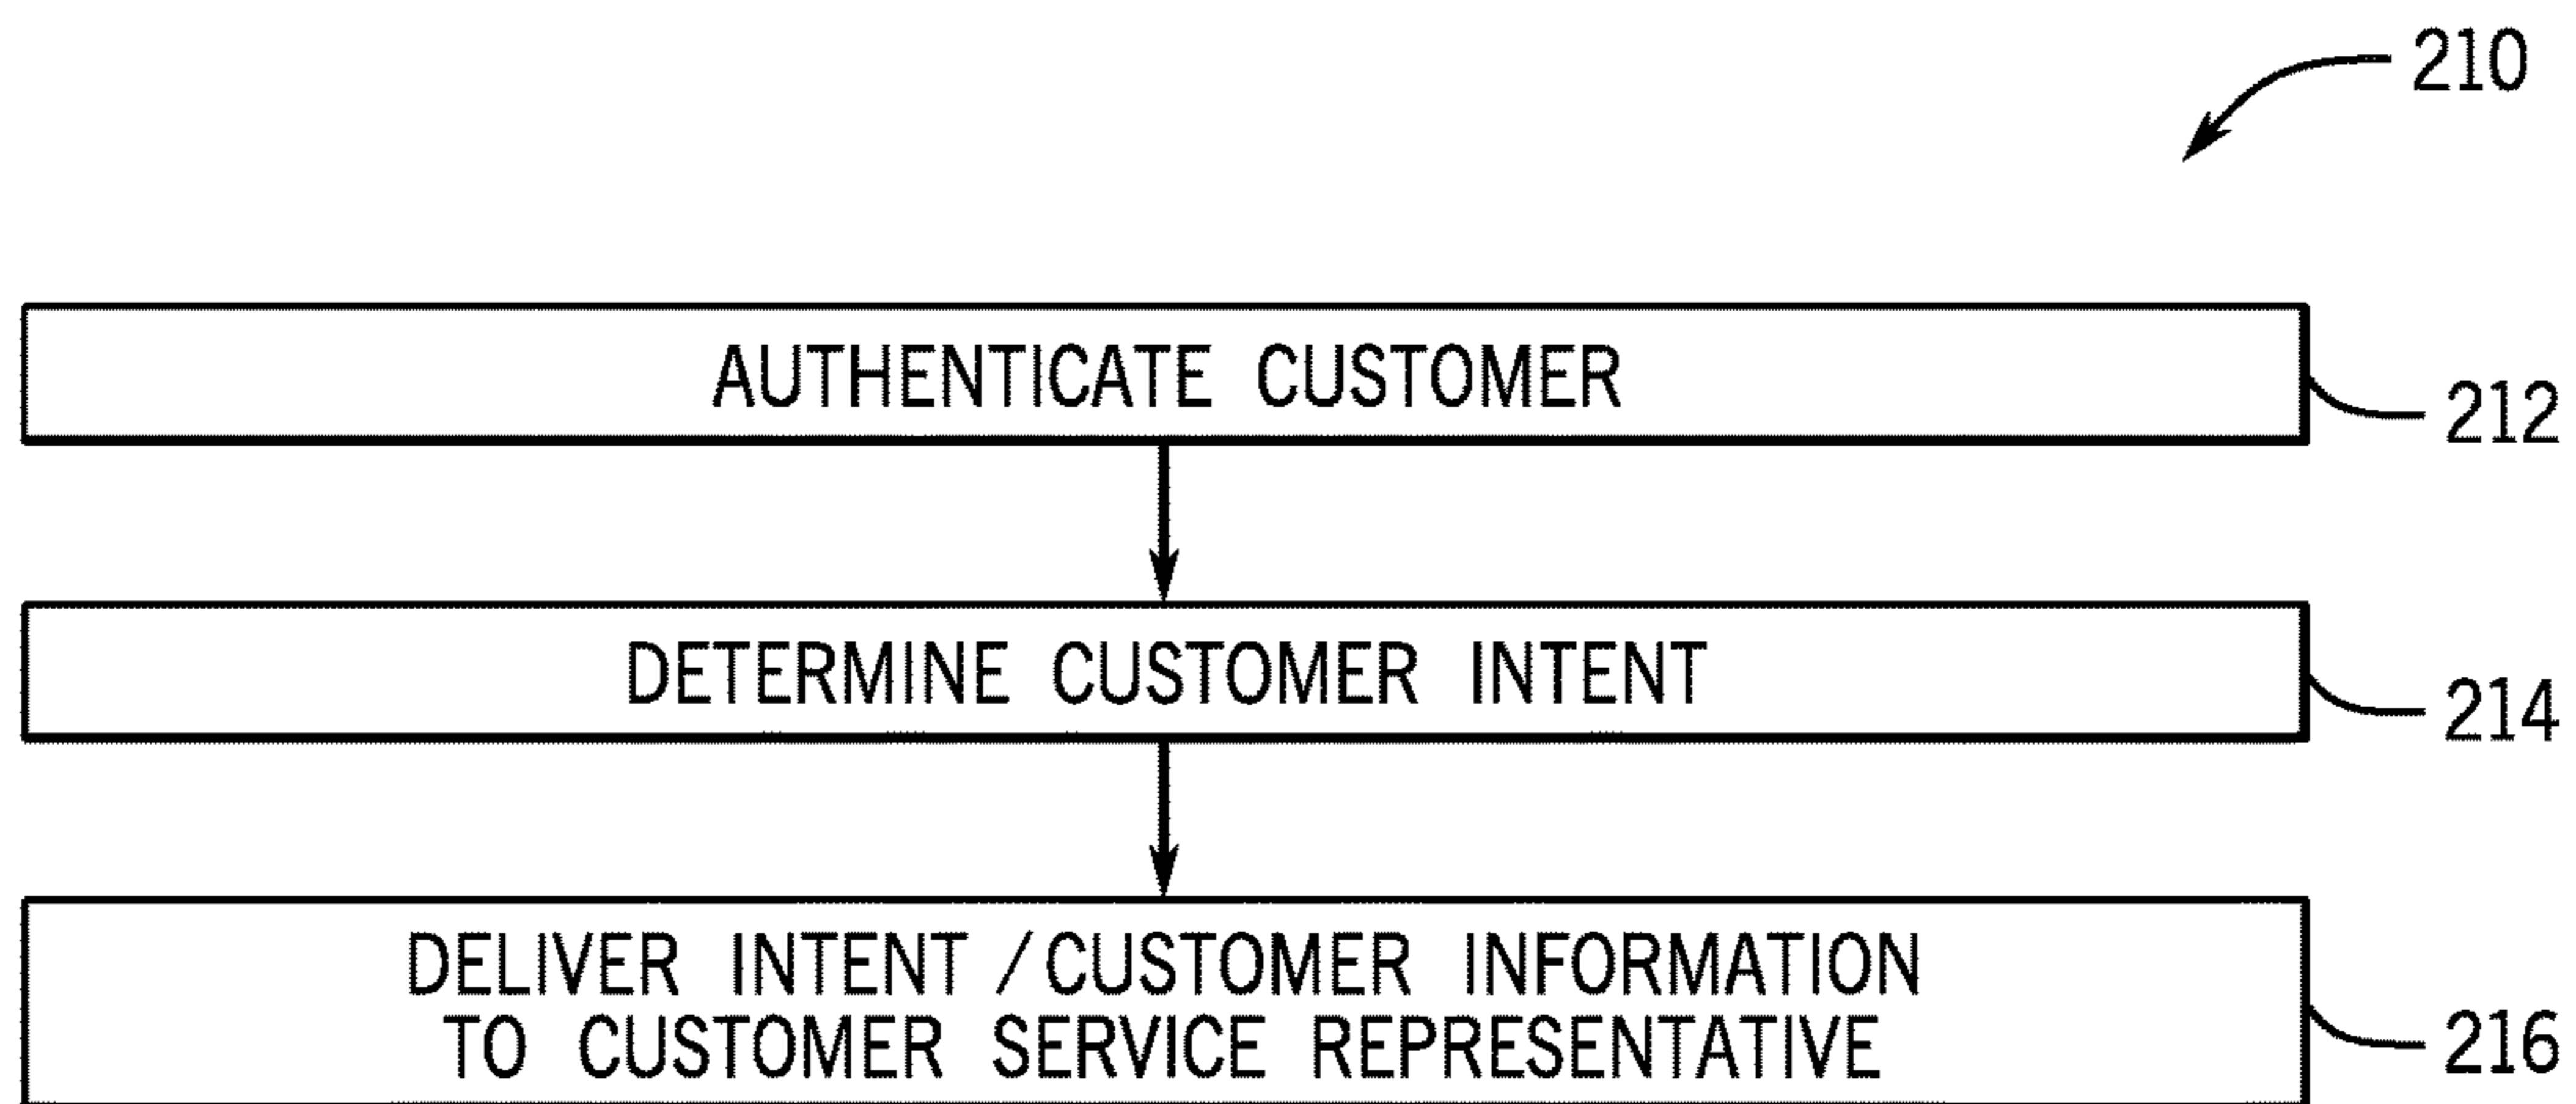 210
AUTHENTICATE CUSTOMER
212
DETERMINE CUSTOMER INTENT
214
DELIVER INTENT/CUSTOMER INFORMATION
TO CUSTOMER SERVICE REPRESENTATIVE
216